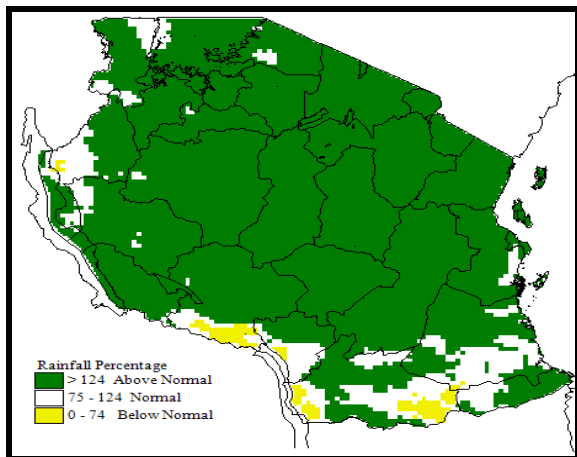 Rainfall Percentage
> 124 Above Normal
75 - 124 Normal
0 - 74 Below Normal